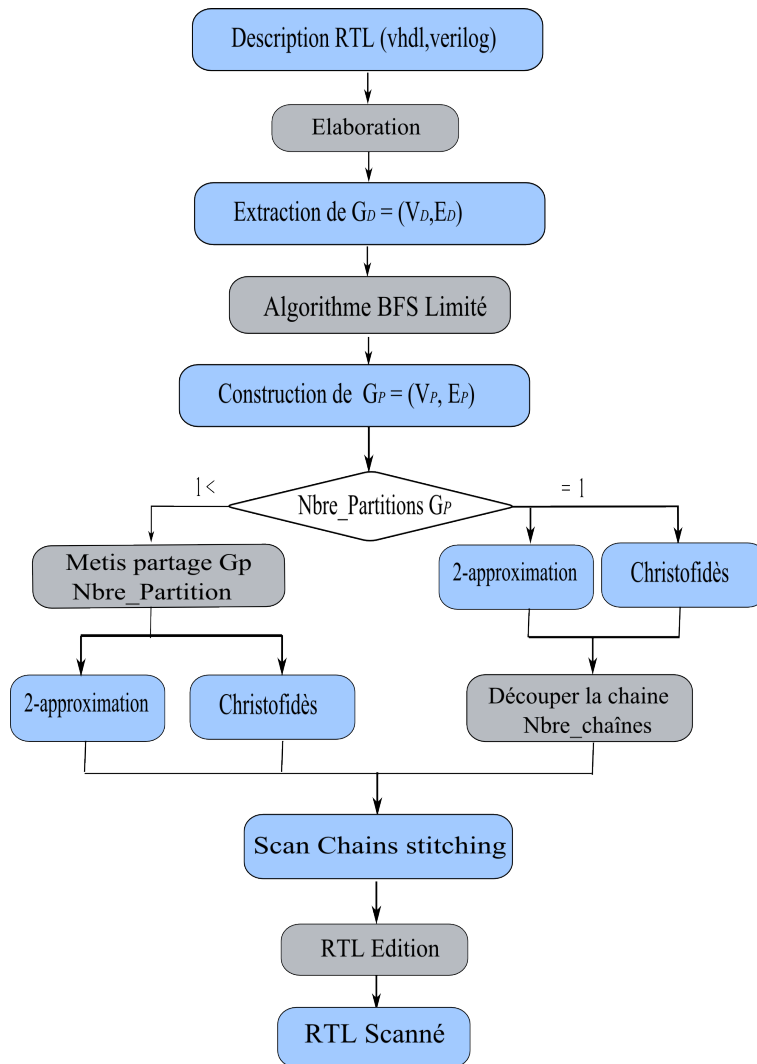 Description RTL (vhdl,verilog)
Elaboration
Extraction de GD = (VD,ED)
Algorithme BFS Limité
Construction de GP = (VP, EP)
1 <
Nbre_Partitions GP
= 1
Metis partage Gp
Nbre_Partition
2-approximation
Christofidès
2-approximation
Christofidès
Découper la chaine
Nbre_chaînes
Scan Chains stitching
RTL Edition
RTL Scanné